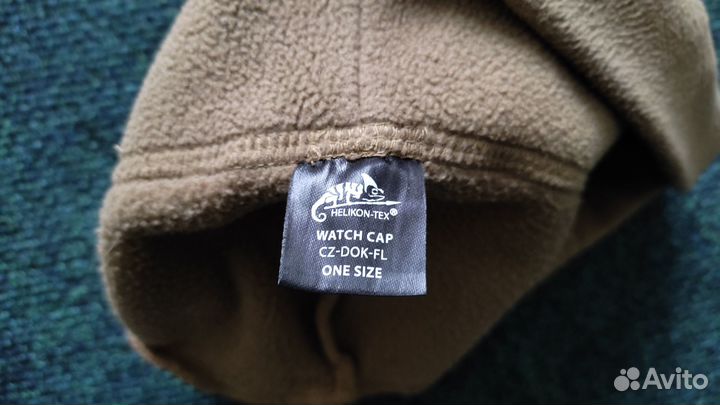 HELIKON-TEX®
WATCH CAP
CZ-DOK-FL
ONE SIZE
Avito